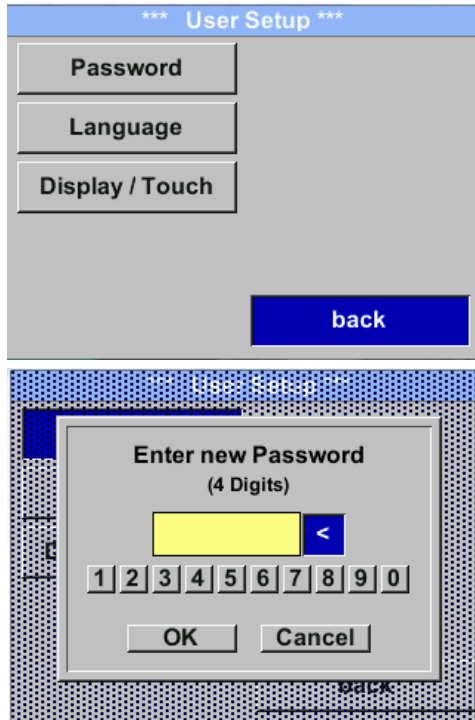 *** User Setup ***
Password
Language
Display / Touch
back
*** User Setup ***
Enter new Password
(4 Digits)
<
1 2 3 4 5 6 7 8 9 0
OK Cancel
back